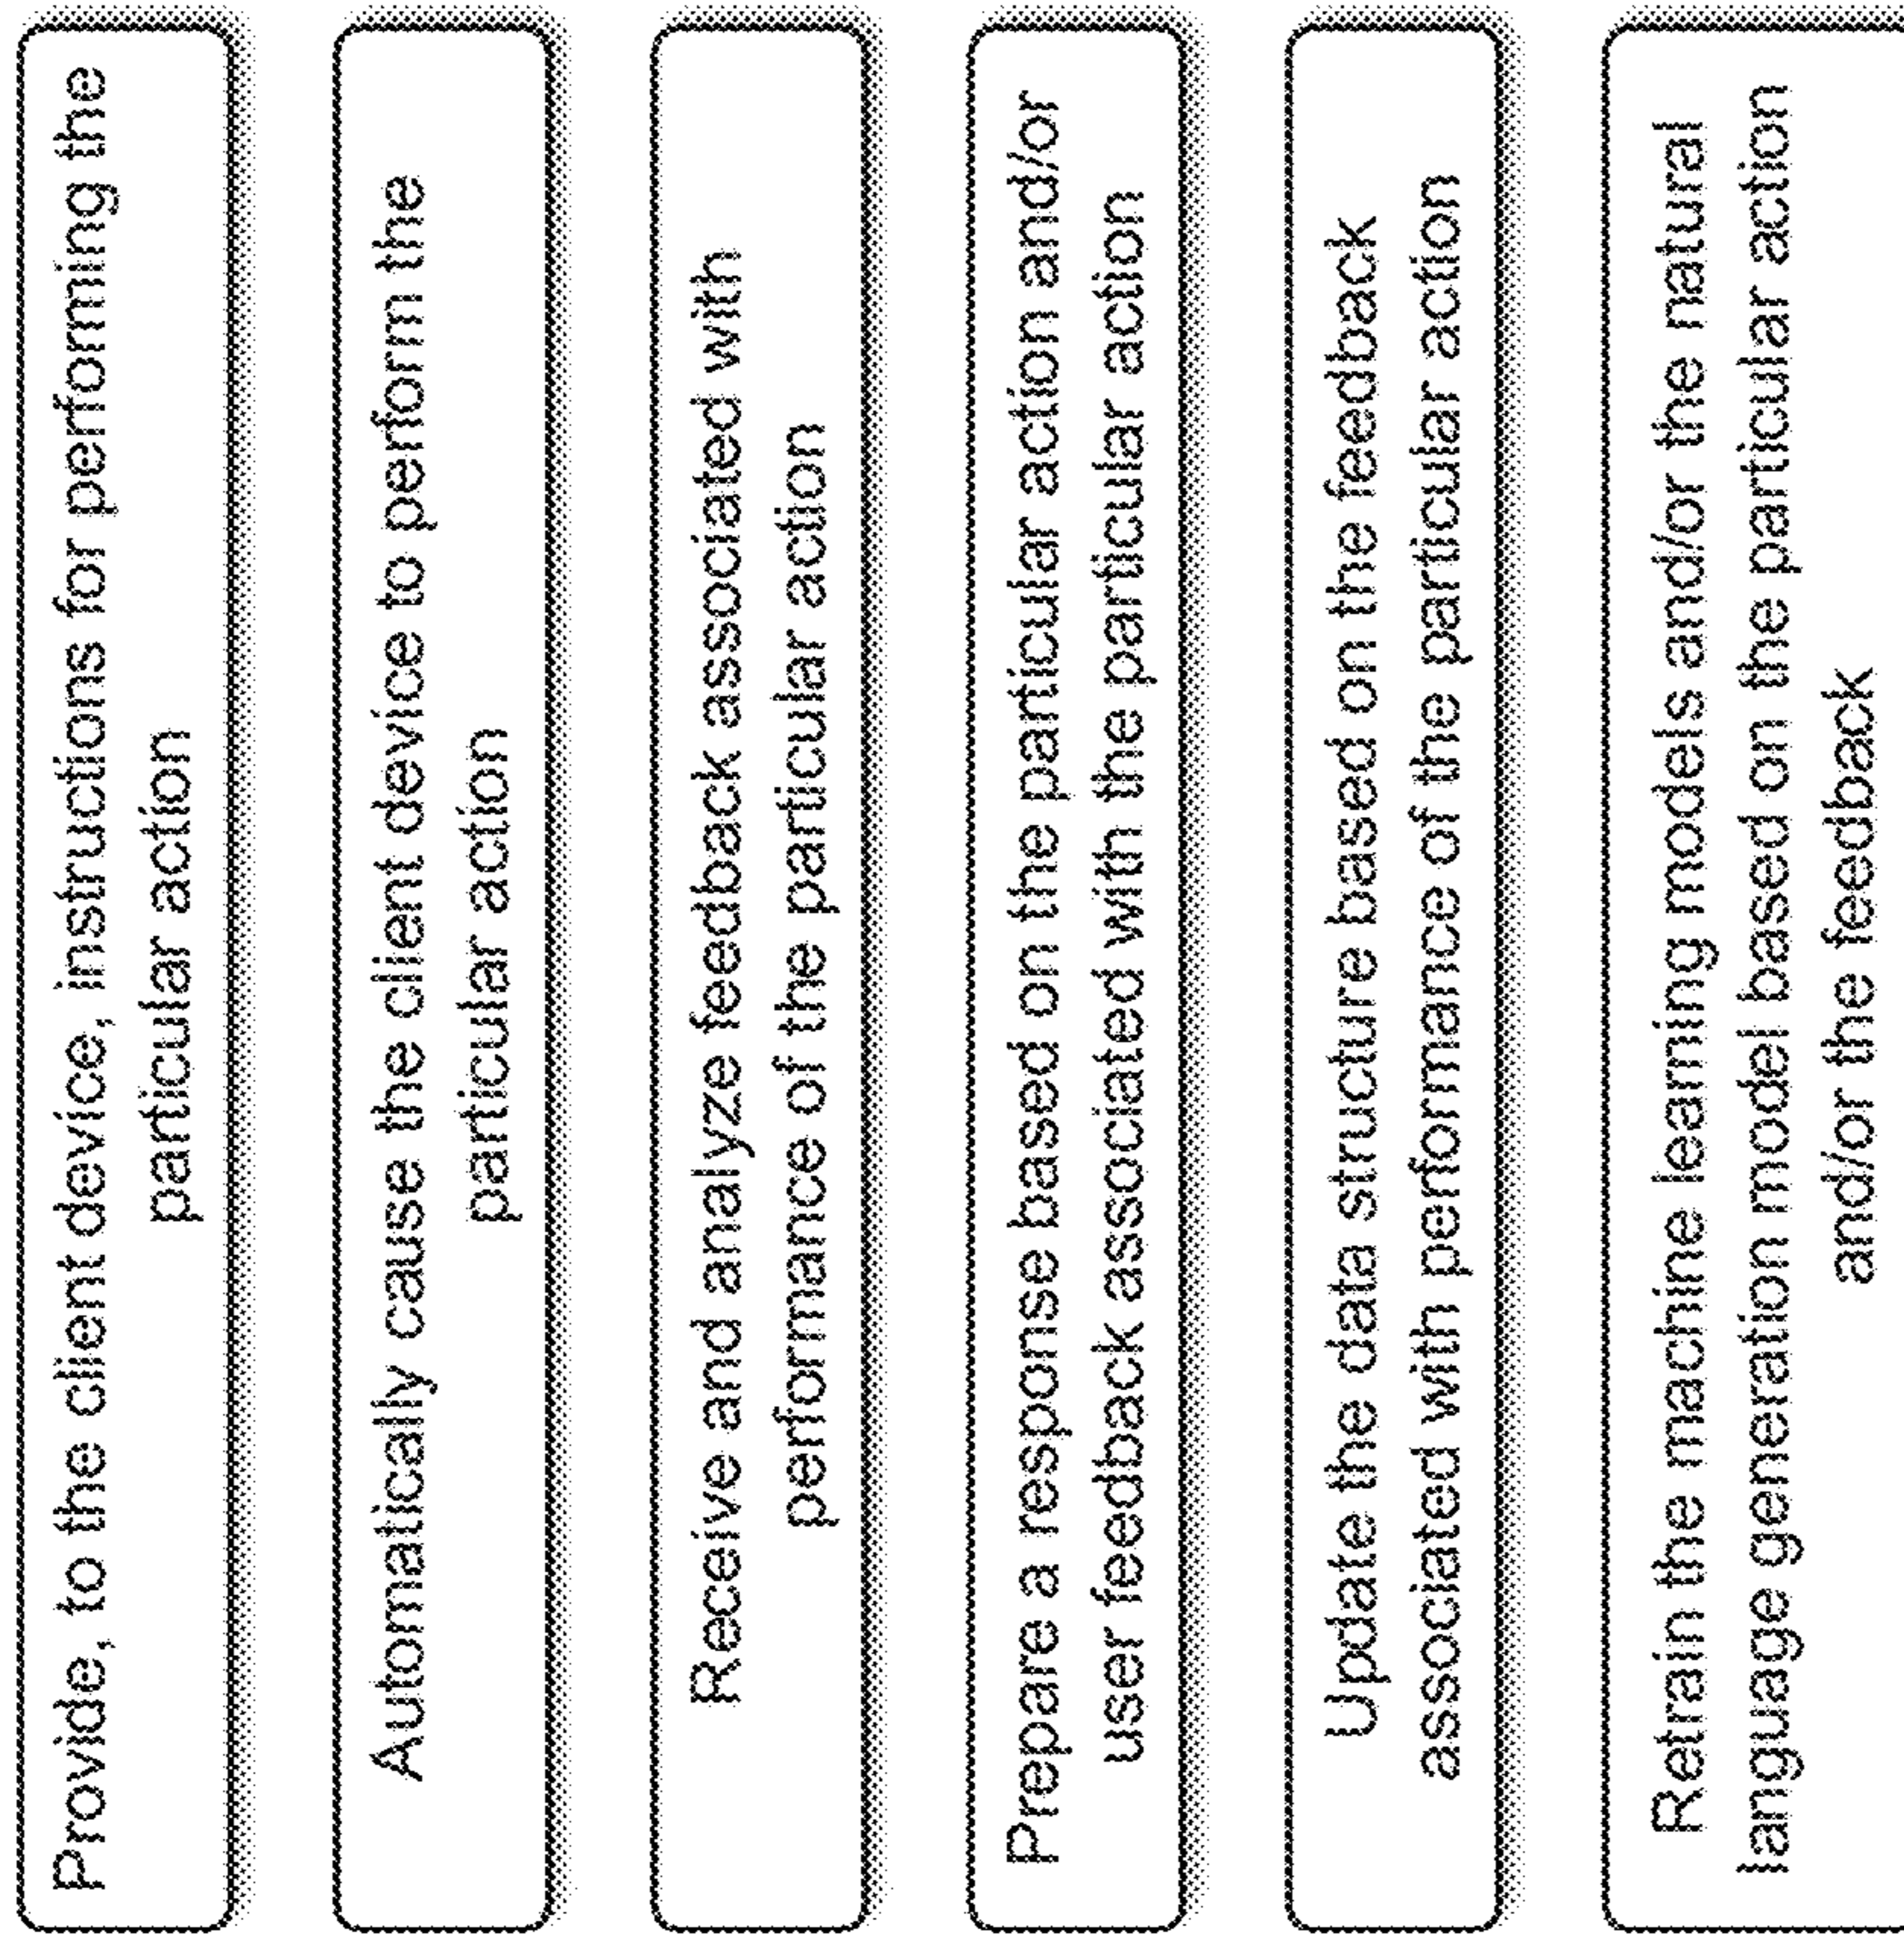 Provide, to the client device, instructions for performing the
particular action
Automatically cause the client device to perform the
particular action
Receive and analyze feedback associated with
performance of the particular action
Prepare a response based on the particular action and/or
user feedback associated with the particular action
Update the data structure based on the feedback
associated with performance of the particular action
Retrain the machine learning models and/or the natural
language generation model based on the particular action
and/or the feedback